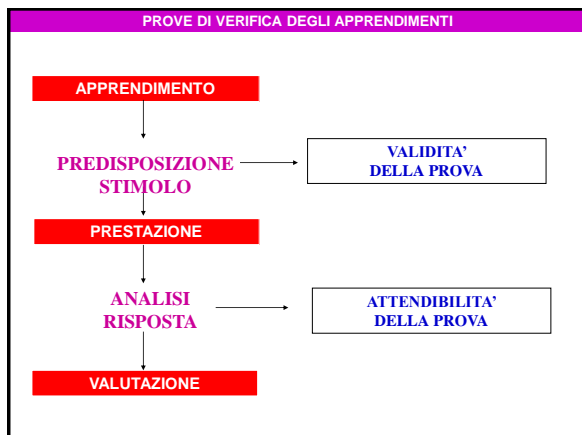 PROVE DI VERIFICA DEGLI APPRENDIMENTI
APPRENDIMENTO
PREDISPOSIZIONE
STIMOLO
VALIDITA’
DELLA PROVA
PRESTAZIONE
ANALISI
RISPOSTA
ATTENDIBILITA’
DELLA PROVA
VALUTAZIONE